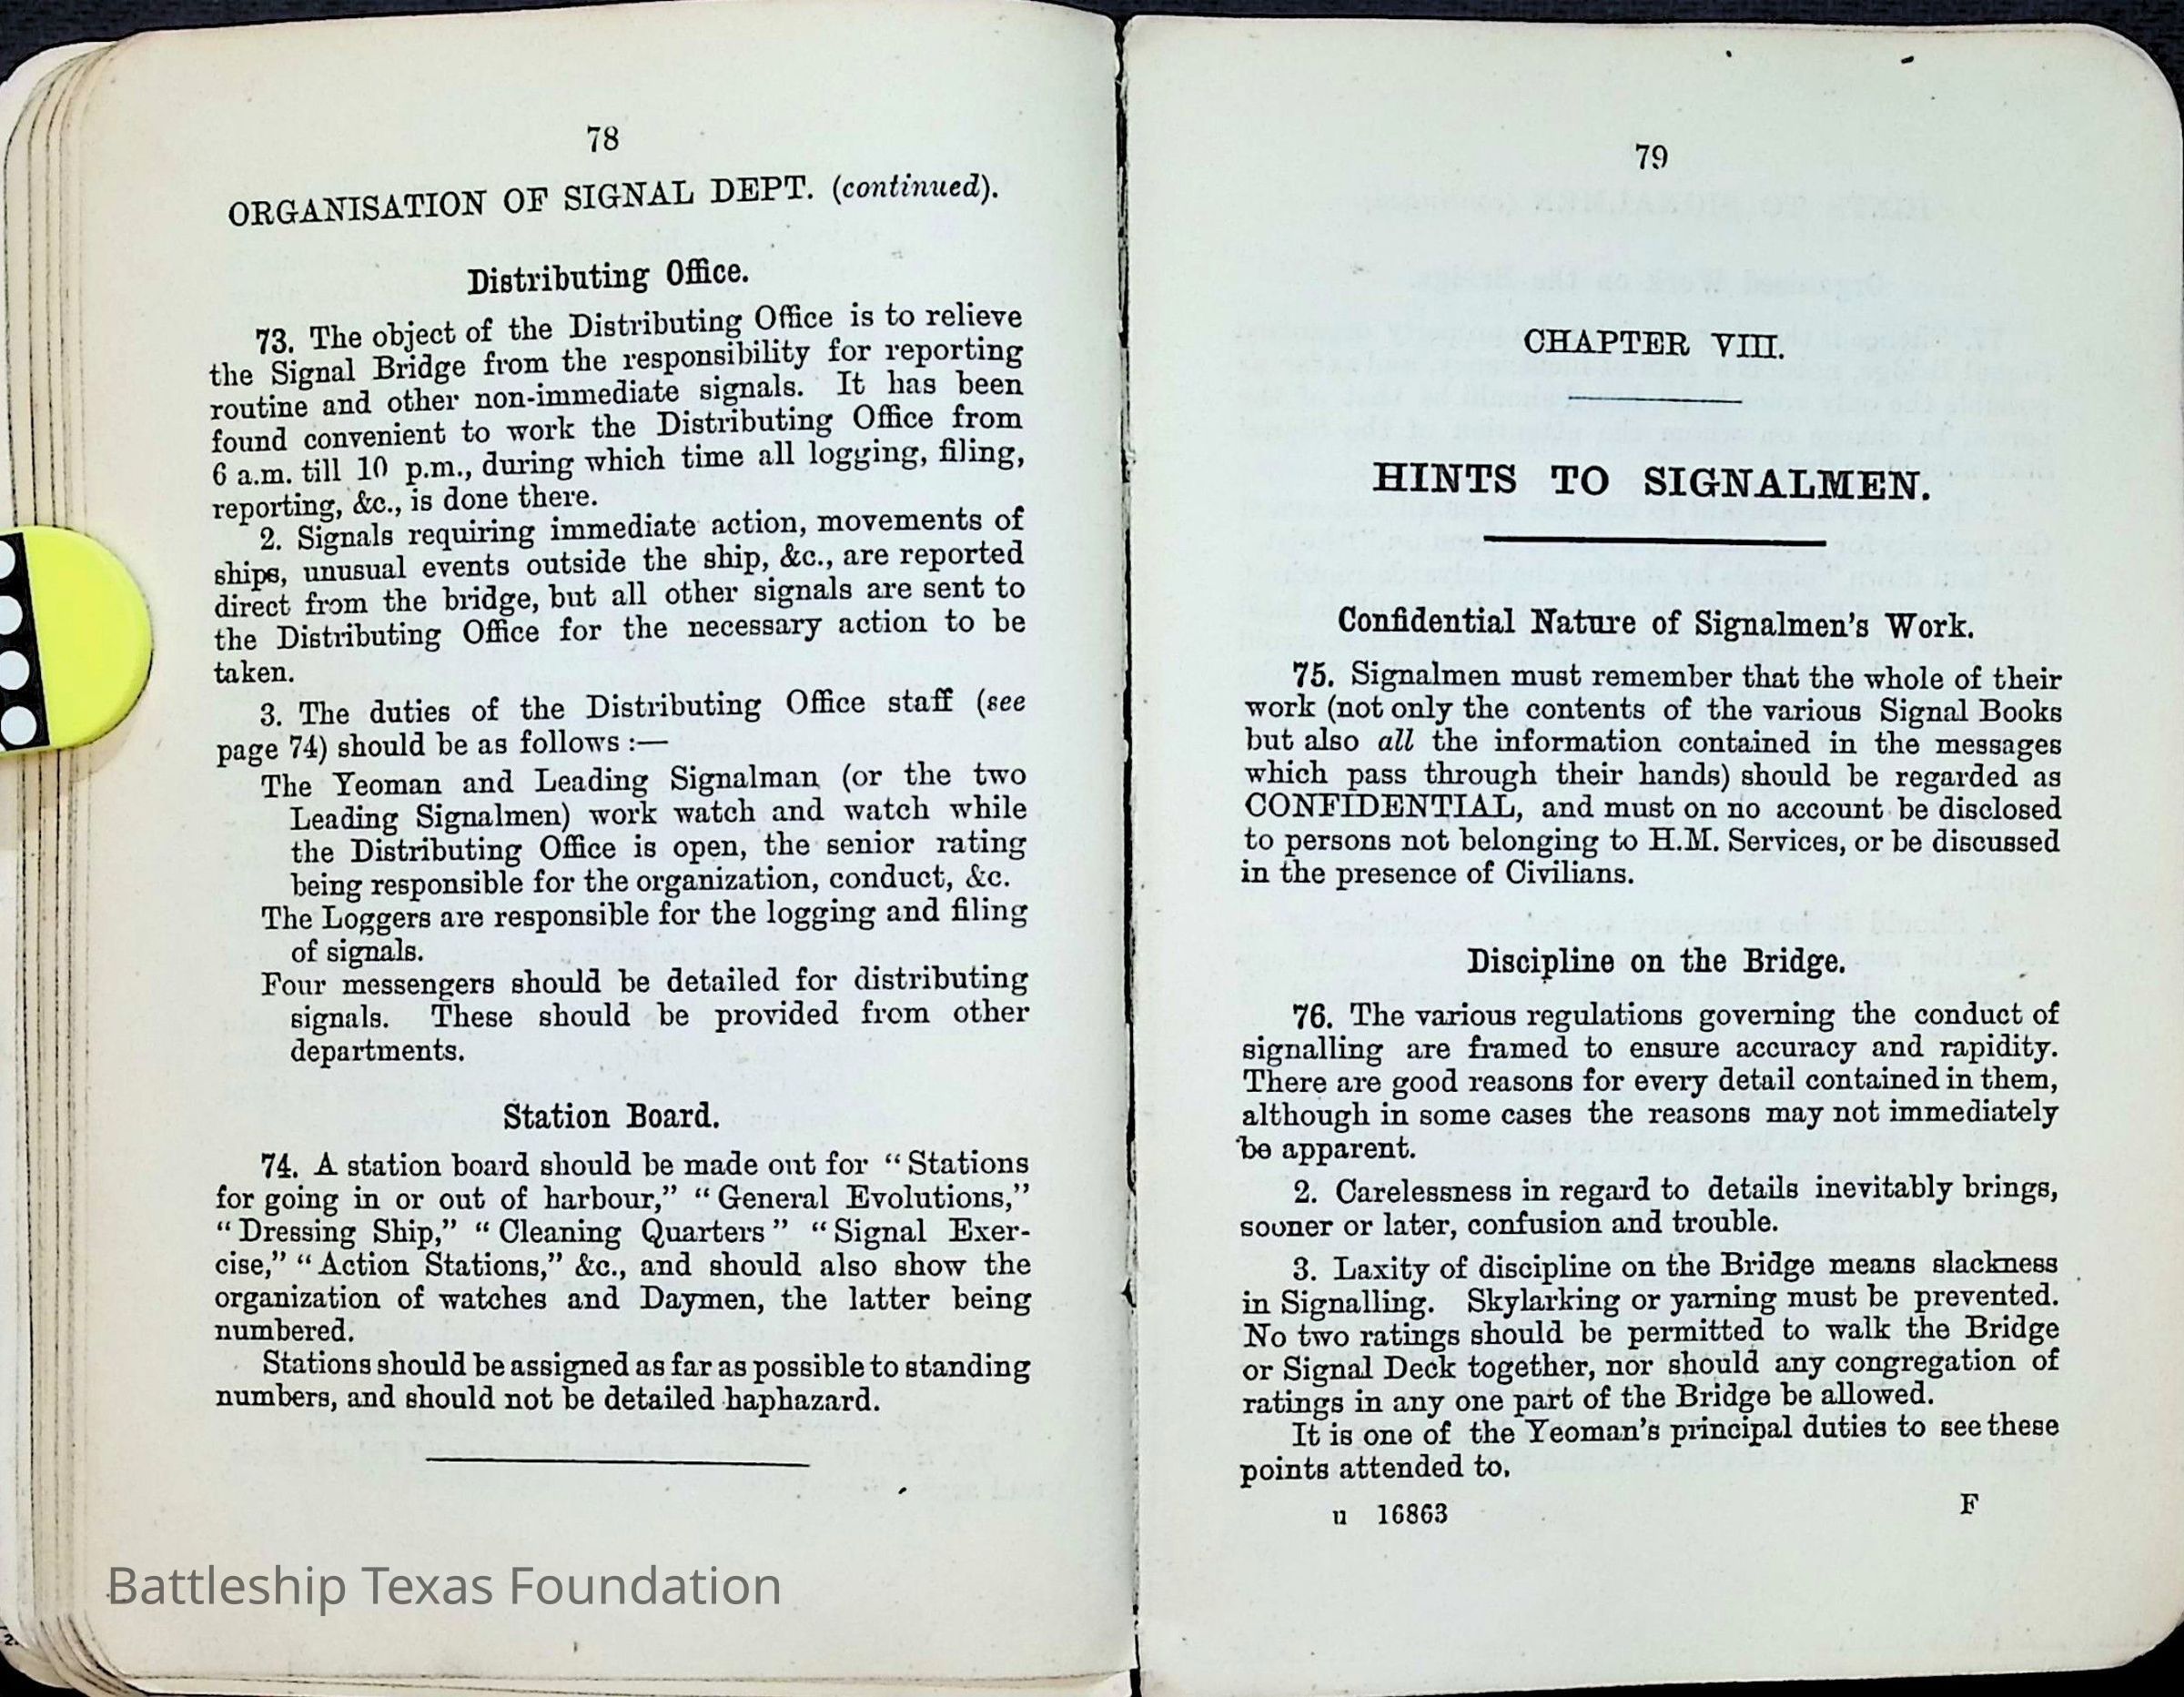 78
ORGANISATION OF SIGNAL DEPT. (continued).
Distributing Office.
73. The object of the Distributing Office is to relieve
the Signal Bridge from the responsibility for reporting
routine and other non-immediate signals. It has been
found convenient to work the Distributing Office from
6 a.m. till 10 p.m., during which time all logging, filing,
reporting, &c., is done there.
2. Signals requiring immediate action, movements of
ships, unusual events outside the ship, &c., are reported
direct from the bridge, but all other signals are sent to
the Distributing Office for the necessary action to be
taken.
3. The duties of the Distributing Office staff (see
page 74) should be as follows :—
The Yeoman and Leading Signalman (or the two
Leading Signalmen) work watch and watch while
the Distributing Office is open, the senior rating
being responsible for the organization, conduct, &c.
The Loggers are responsible for the logging and filing
of signals.
Four messengers should be detailed for distributing
signals. These should be provided from other
departments.
Station Board.
74. A station board should be made out for “Stations
for going in or out of harbour,” “General Evolutions,”
“Dressing Ship,” “Cleaning Quarters” “Signal Exer-
cise,” “Action Stations,” &c., and should also show the
organization of watches and Daymen, the latter being
numbered.
Stations should be assigned as far as possible to standing
numbers, and should not be detailed haphazard.
Battleship Texas Foundation
79
CHAPTER VIII.
HINTS TO SIGNALMEN.
Confidential Nature of Signalmen's Work.
75. Signalmen must remember that the whole of their
work (not only the contents of the various Signal Books
but also all the information contained in the messages
which pass through their hands) should be regarded as
CONFIDENTIAL, and must on no account be disclosed
to persons not belonging to H.M. Services, or be discussed
in the presence of Civilians.
Discipline on the Bridge.
76. The various regulations governing the conduct of
signalling are framed to ensure accuracy and rapidity.
There are good reasons for every detail contained in them,
although in some cases the reasons may not immediately
be apparent.
2. Carelessness in regard to details inevitably brings,
sooner or later, confusion and trouble.
3. Laxity of discipline on the Bridge means slackness
in Signalling. Skylarking or yarning must be prevented.
No two ratings should be permitted to walk the Bridge
or Signal Deck together, nor should any congregation of
ratings in any one part of the Bridge be allowed.
It is one of the Yeoman's principal duties to see these
points attended to.
u 16863 F